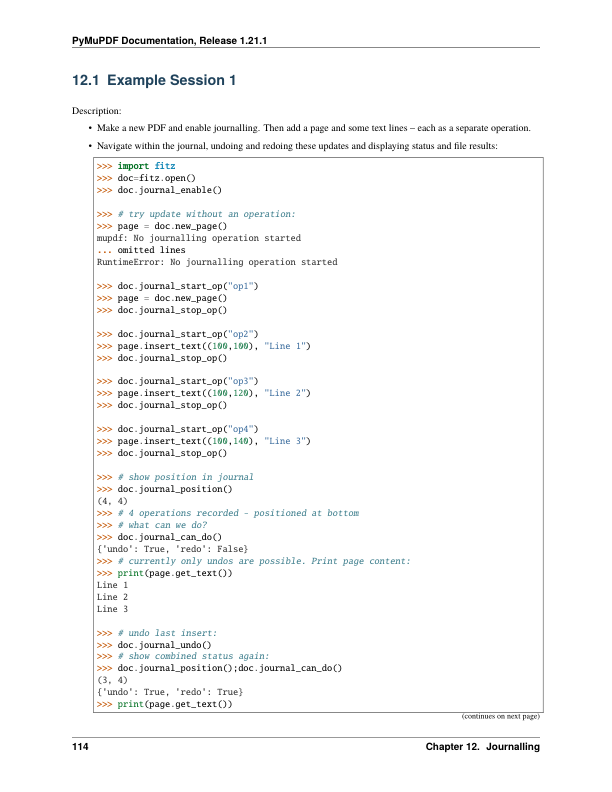 PyMuPDF Documentation, Release 1.21.1
12.1 Example Session 1
Description:
• Make a new PDF and enable journalling. Then add a page and some text lines – each as a separate operation.
• Navigate within the journal, undoing and redoing these updates and displaying status and file results:
>>> import fitz
>>> doc=fitz.open()
>>> doc.journal_enable()

>>> # try update without an operation:
>>> page = doc.new_page()
mupdf: No journalling operation started
... omitted lines
RuntimeError: No journalling operation started

>>> doc.journal_start_op("op1")
>>> page = doc.new_page()
>>> doc.journal_stop_op()

>>> doc.journal_start_op("op2")
>>> page.insert_text((100,100), "Line 1")
>>> doc.journal_stop_op()

>>> doc.journal_start_op("op3")
>>> page.insert_text((100,120), "Line 2")
>>> doc.journal_stop_op()

>>> doc.journal_start_op("op4")
>>> page.insert_text((100,140), "Line 3")
>>> doc.journal_stop_op()

>>> # show position in journal
>>> doc.journal_position()
(4, 4)
>>> # 4 operations recorded - positioned at bottom
>>> # what can we do?
>>> doc.journal_can_do()
{'undo': True, 'redo': False}
>>> # currently only undos are possible. Print page content:
>>> print(page.get_text())
Line 1
Line 2
Line 3

>>> # undo last insert:
>>> doc.journal_undo()
>>> # show combined status again:
>>> doc.journal_position();doc.journal_can_do()
(3, 4)
{'undo': True, 'redo': True}
>>> print(page.get_text())
(continues on next page)
114 Chapter 12. Journalling